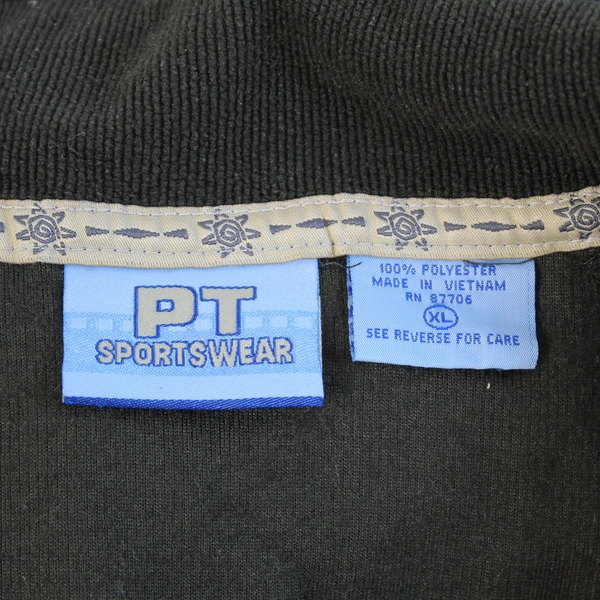 PT
SPORTSWEAR
100% POLYESTER
MADE IN VIETNAM
RN 87706
XL
SEE REVERSE FOR CARE